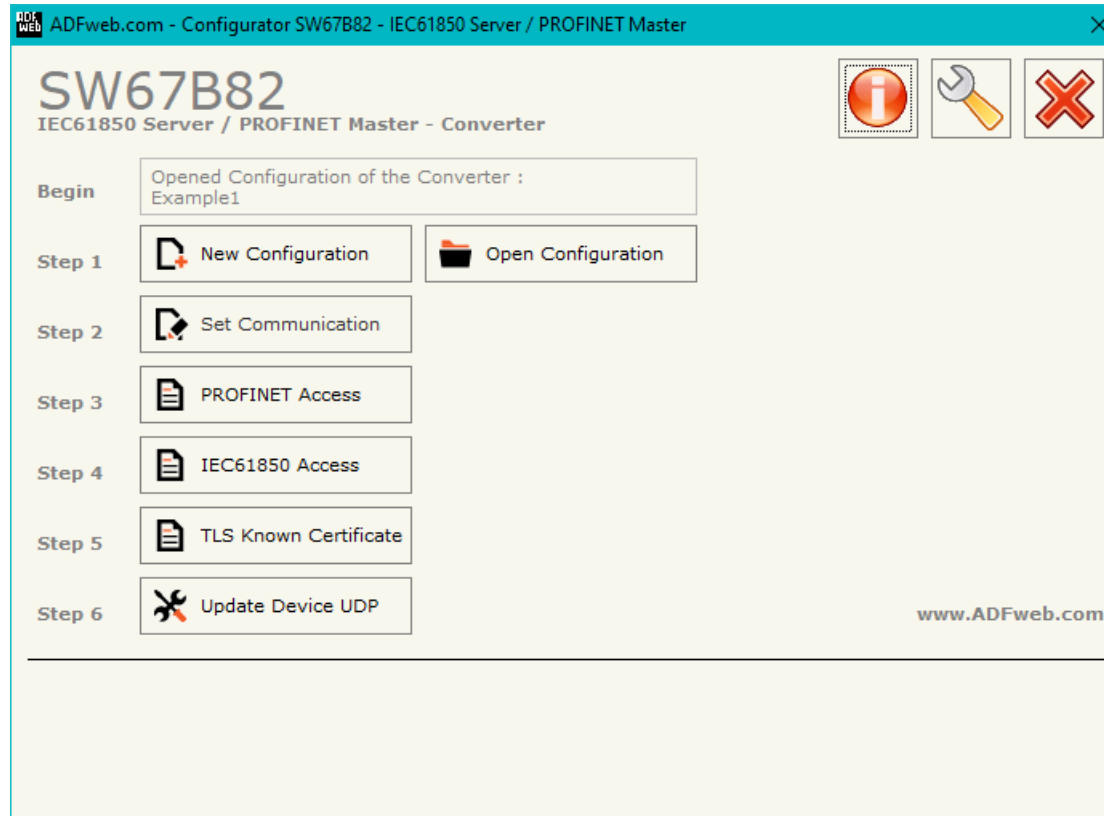 ADF WEB ADFweb.com - Configurator SW67B82 - IEC61850 Server / PROFINET Master
SW67B82
IEC61850 Server / PROFINET Master - Converter
Begin
Opened Configuration of the Converter :
Example1
Step 1 New Configuration Open Configuration
Step 2 Set Communication
Step 3 PROFINET Access
Step 4 IEC61850 Access
Step 5 TLS Known Certificate
Step 6 Update Device UDP
www.ADFweb.com